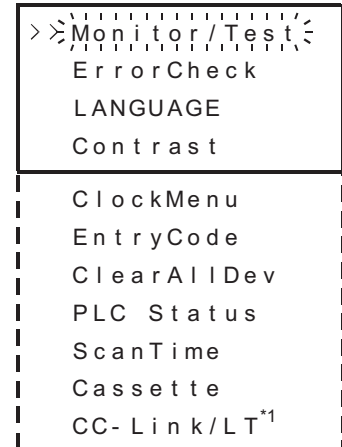 >>Monitor/Test
ErrorCheck
LANGUAGE
Contrast
ClockMenu
EntryCode
ClearAllDev
PLC Status
ScanTime
Cassette
CC-Link/LT*1